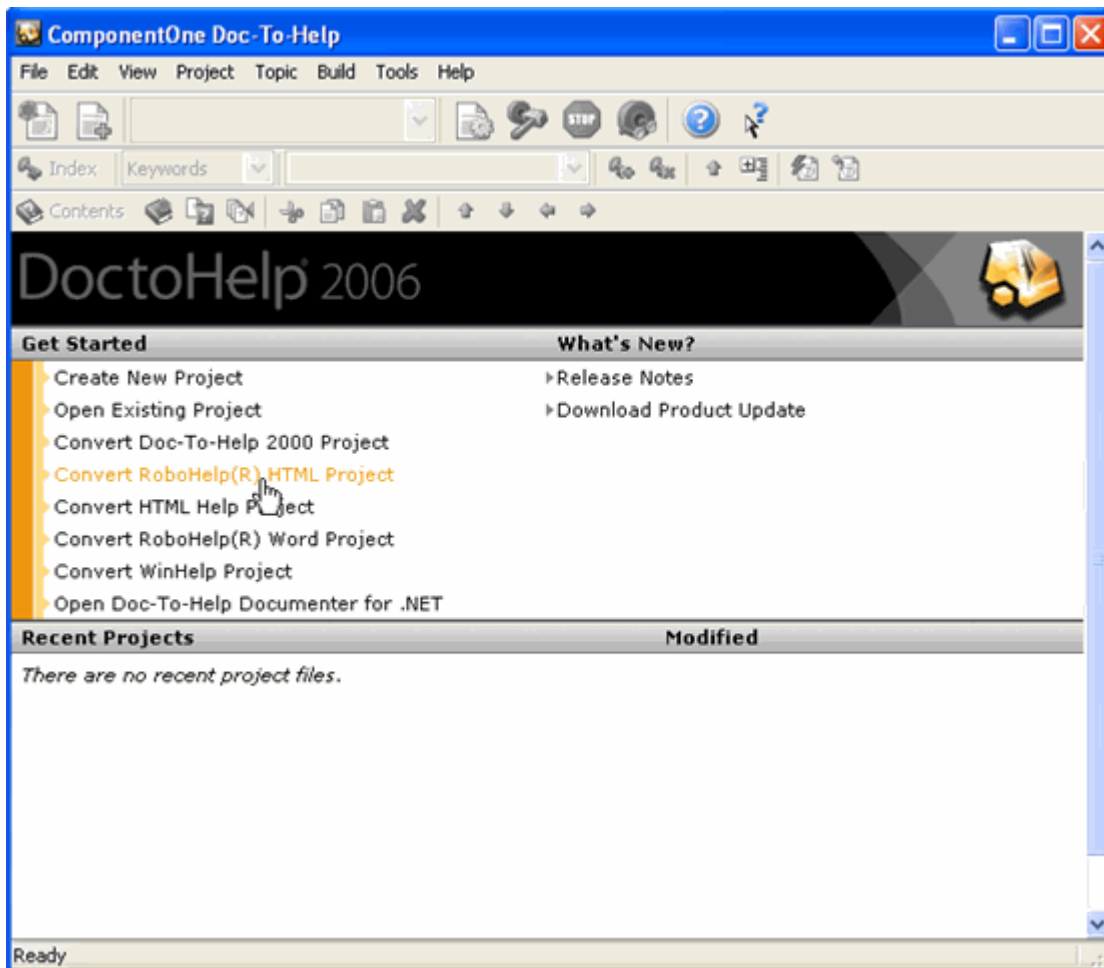 ComponentOne Doc-To-Help
File Edit View Project Topic Build Tools Help
STOP
Index Keywords
Contents
DoctoHelp 2006
Get Started What's New?
Create New Project Release Notes
Open Existing Project Download Product Update
Convert Doc-To-Help 2000 Project
Convert RoboHelp(R) HTML Project
Convert HTML Help Project
Convert RoboHelp(R) Word Project
Convert WinHelp Project
Open Doc-To-Help Documenter for .NET
Recent Projects Modified
There are no recent project files.
Ready